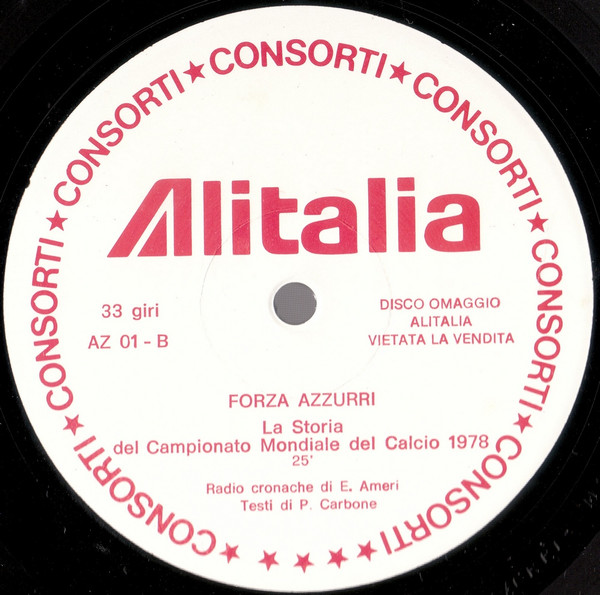 CONSORTI★CONSORTI★CONSORTI★CONSORTI★CONSORTI★CONSORTI★CONSORTI★★★★★★
Alitalia
33 giri
AZ 01 - B
DISCO OMAGGIO
ALITALIA
VIETATA LA VENDITA
FORZA AZZURRI
La Storia
del Campionato Mondiale del Calcio 1978
25'
Radio cronache di E. Ameri
Testi di P. Carbone